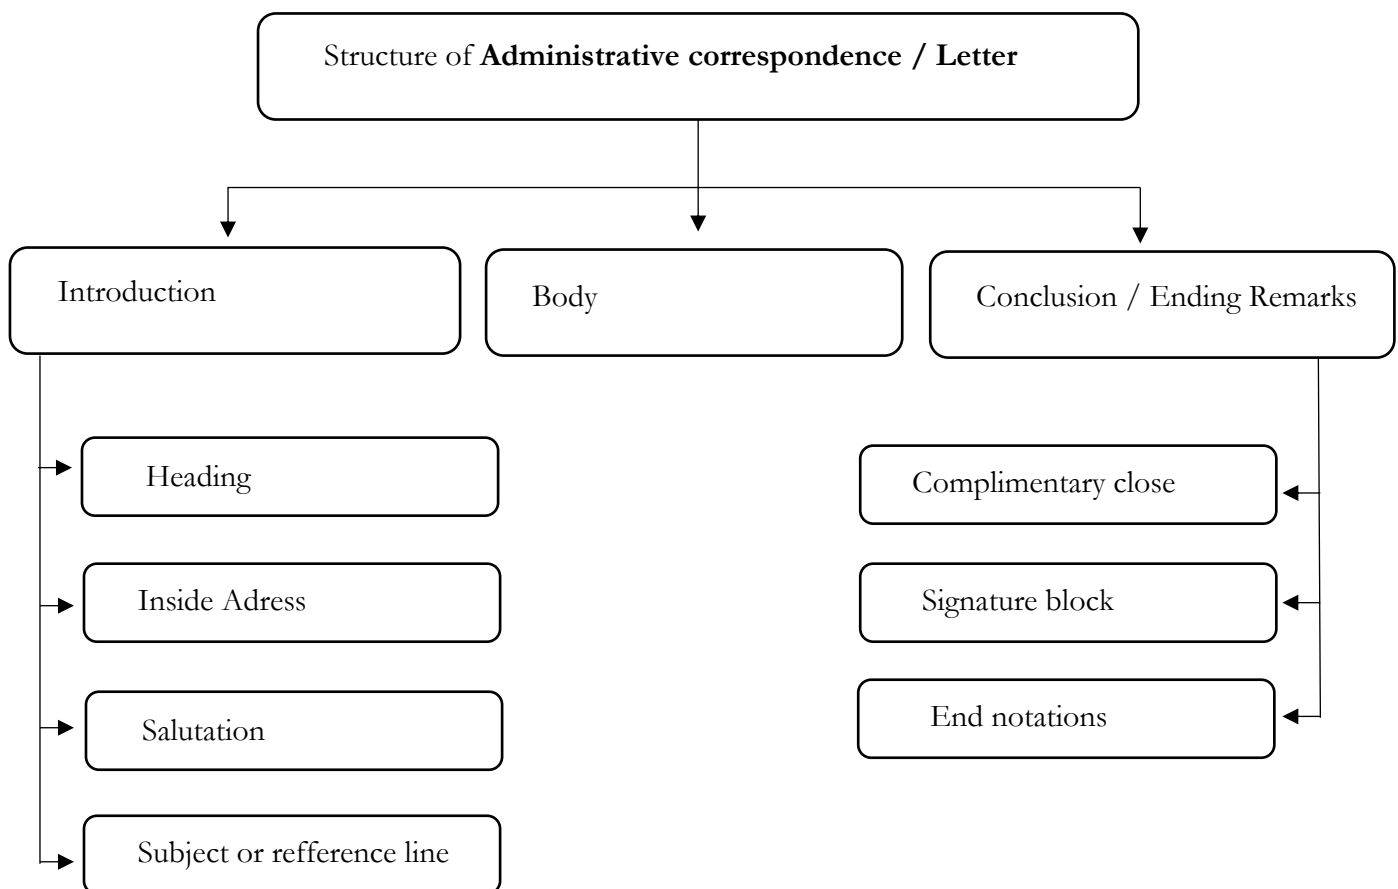 Structure of Administrative correspondence / Letter
Introduction
Body
Conclusion / Ending Remarks
Heading
Inside Adress
Salutation
Subject or refference line
Complimentary close
Signature block
End notations